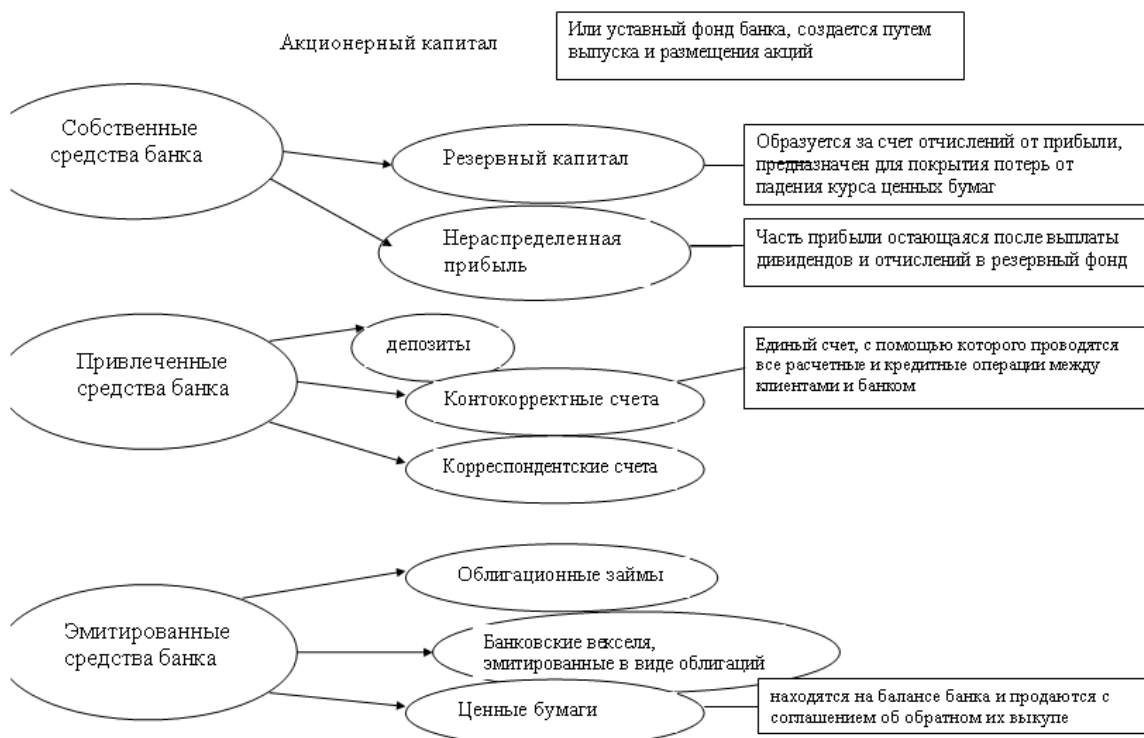 Акционерный капитал
Или уставный фонд банка, создается путем
выпуска и размещения акций
Собственные
средства банка
Резервный капитал
Образуется за счет отчислений от прибыли,
предназначен для покрытия потерь от
падения курса ценных бумаг
Нераспределенная
прибыль
Часть прибыли остающаяся после выплаты
дивидендов и отчислений в резервный фонд
Привлеченные
средства банка
депозиты
Контокорректные счета
Единый счет, с помощью которого проводятся
все расчетные и кредитные операции между
клиентами и банком
Корреспондентские счета
Эмитированные
средства банка
Облигационные займы
Банковские векселя,
эмитированные в виде облигаций
Ценные бумаги
находятся на балансе банка и продаются с
соглашением об обратном их выкупе